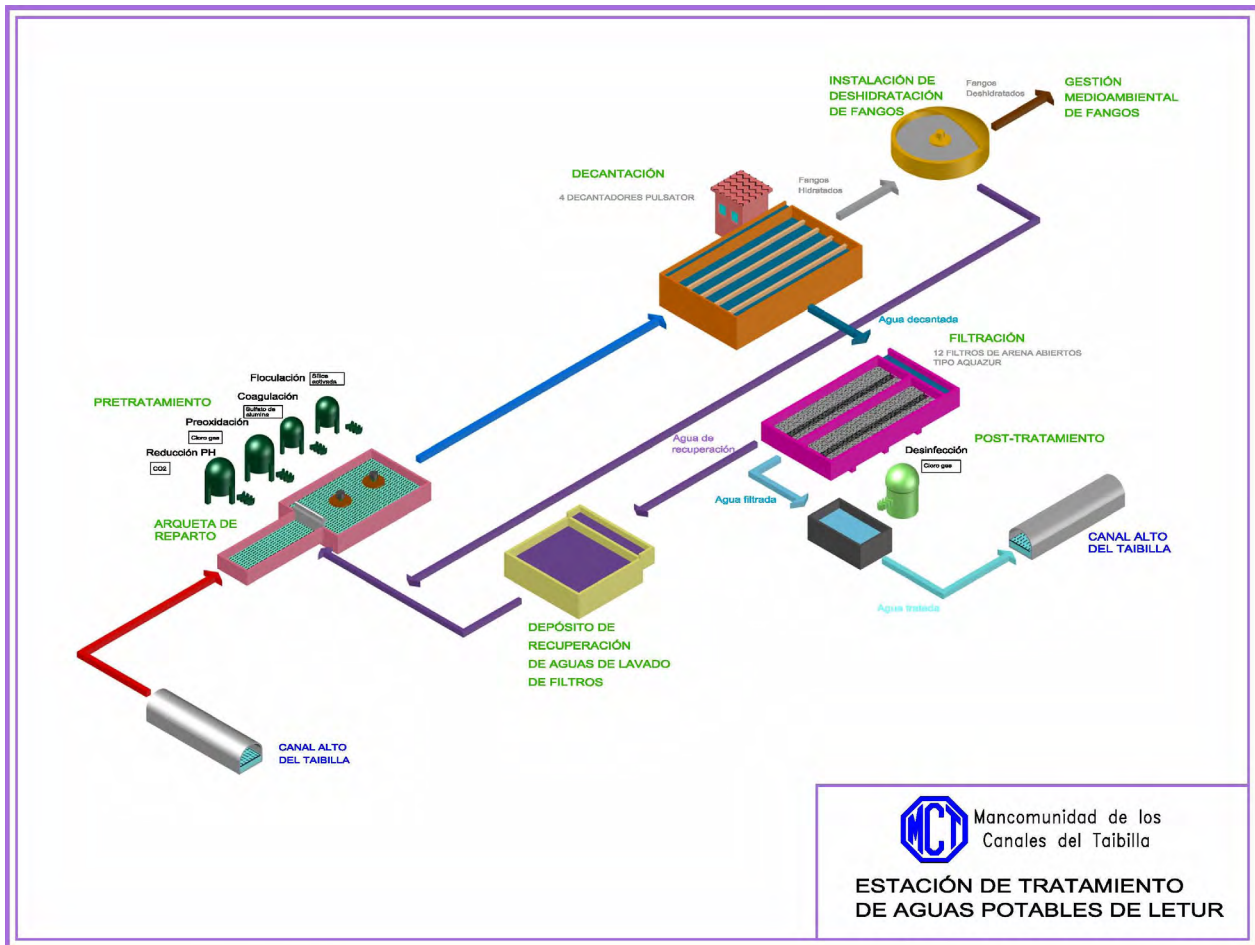 INSTALACIÓN DE
DESHIDRATACIÓN
DE FANGOS
Fangos
Deshidratados
GESTIÓN
MEDIOAMBIENTAL
DE FANGOS
DECANTACIÓN
4 DECANTADORES PULSATOR
Fangos
Hidratados
Agua decantada
FILTRACIÓN
12 FILTROS DE ARENA ABIERTOS
TIPO AQUAZUR
PRETRATAMIENTO
Floculación
Sílice
activada
Coagulación
Sulfato de
alumina
Preoxidación
Cloro gas
Reducción PH
CO2
ARQUETA DE
REPARTO
Agua de
recuperación
POST-TRATAMIENTO
Desinfección
Cloro gas
Agua filtrada
CANAL ALTO
DEL TAIBILLA
Agua tratada
DEPÓSITO DE
RECUPERACIÓN
DE AGUAS DE LAVADO
DE FILTROS
CANAL ALTO
DEL TAIBILLA
MCT
Mancomunidad de los
Canales del Taibilla
ESTACIÓN DE TRATAMIENTO
DE AGUAS POTABLES DE LETUR